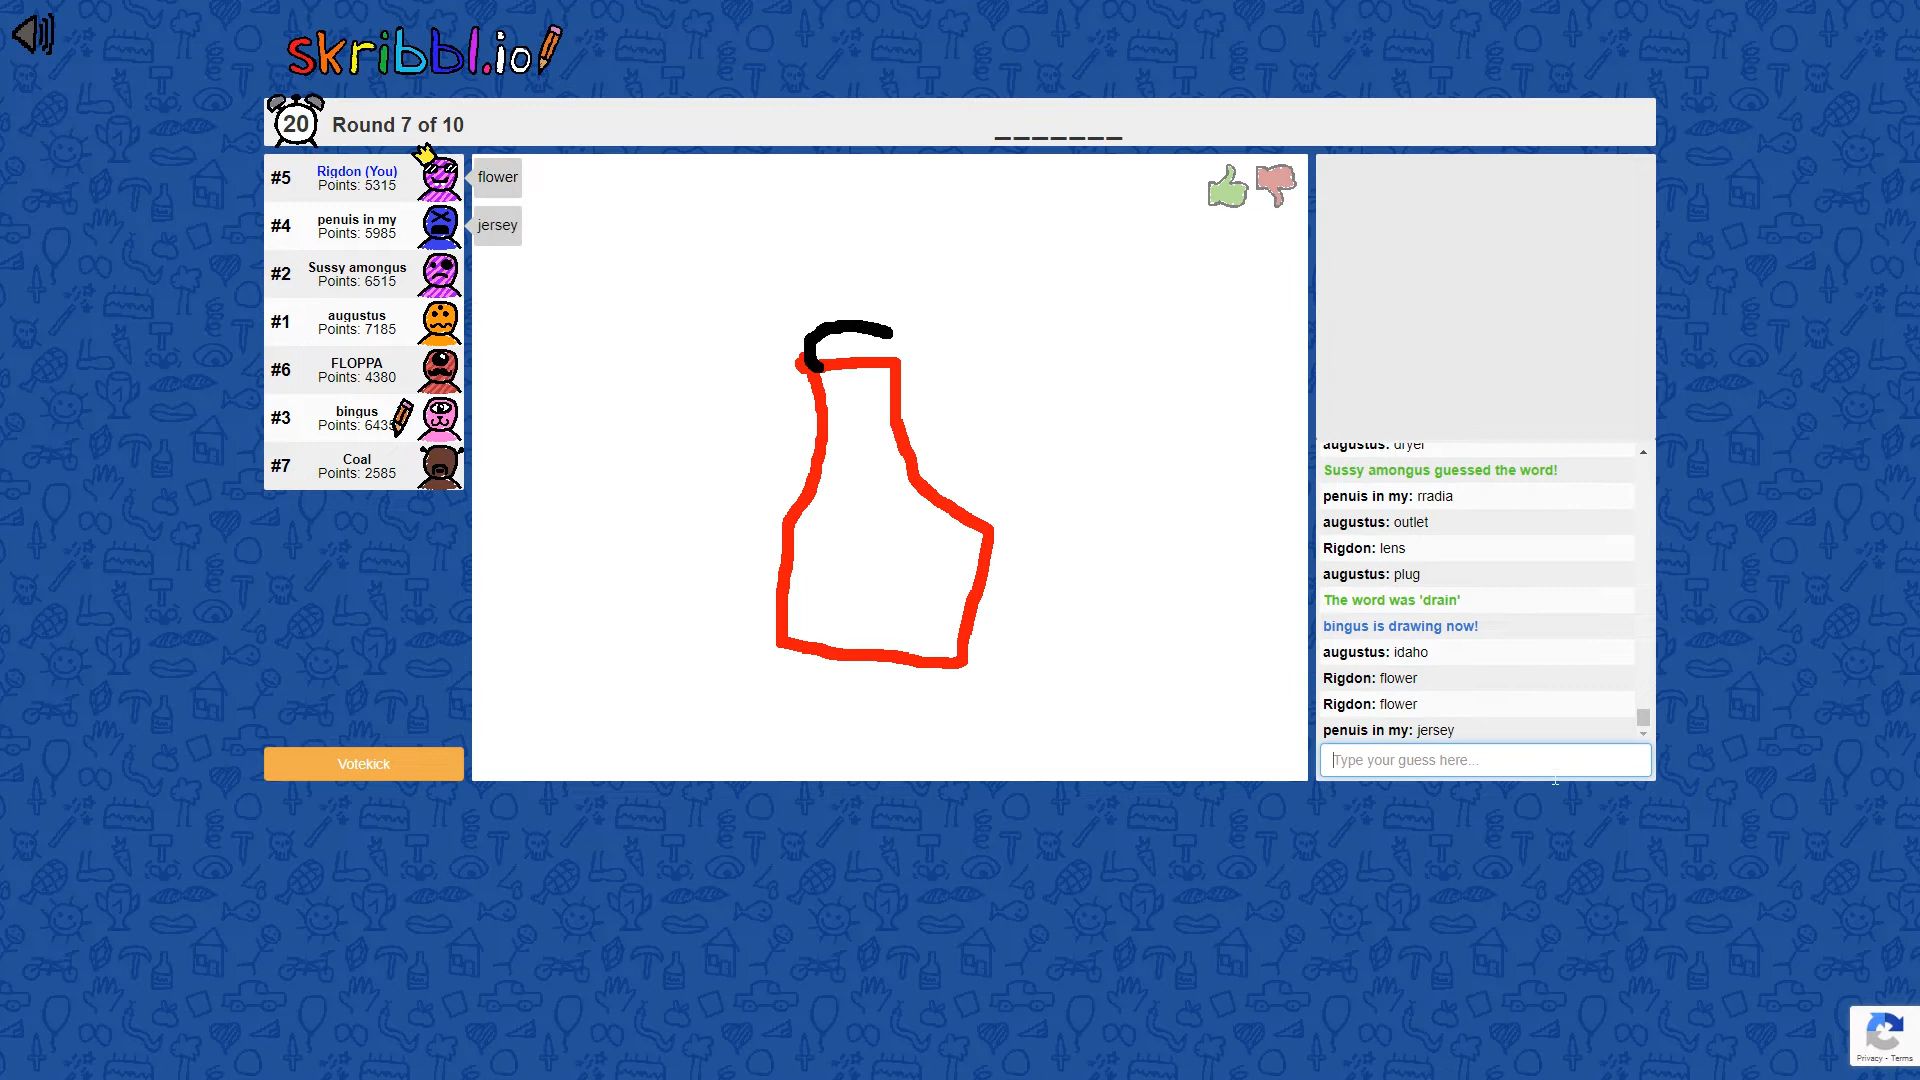 skribbl.io
20
Round 7 of 10
_______
#5
Rigdon (You)
Points: 5315
flower
#4
penuis in my
Points: 5985
jersey
#2
Sussy amongus
Points: 6515
#1
augustus
Points: 7185
#6
FLOPPA
Points: 4380
#3
bingus
Points: 6435
#7
Coal
Points: 2585
Votekick
augustus: dryer
Sussy amongus guessed the word!
penuis in my: rradia
augustus: outlet
Rigdon: lens
augustus: plug
The word was 'drain'
bingus is drawing now!
augustus: idaho
Rigdon: flower
Rigdon: flower
penuis in my: jersey
Type your guess here...
Privacy - Terms